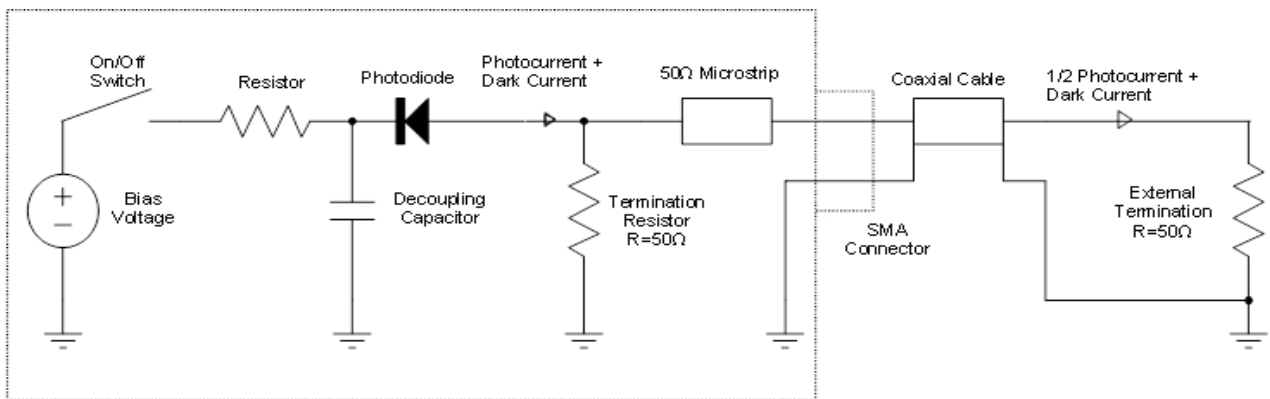 On/Off
Switch
Resistor
Photodiode
Photocurrent +
Dark Current
50Ω Microstrip
Coaxial Cable
1/2 Photocurrent +
Dark Current
+
−
Bias
Voltage
Decoupling
Capacitor
Termination
Resistor
R=50Ω
SMA
Connector
External
Termination
R=50Ω